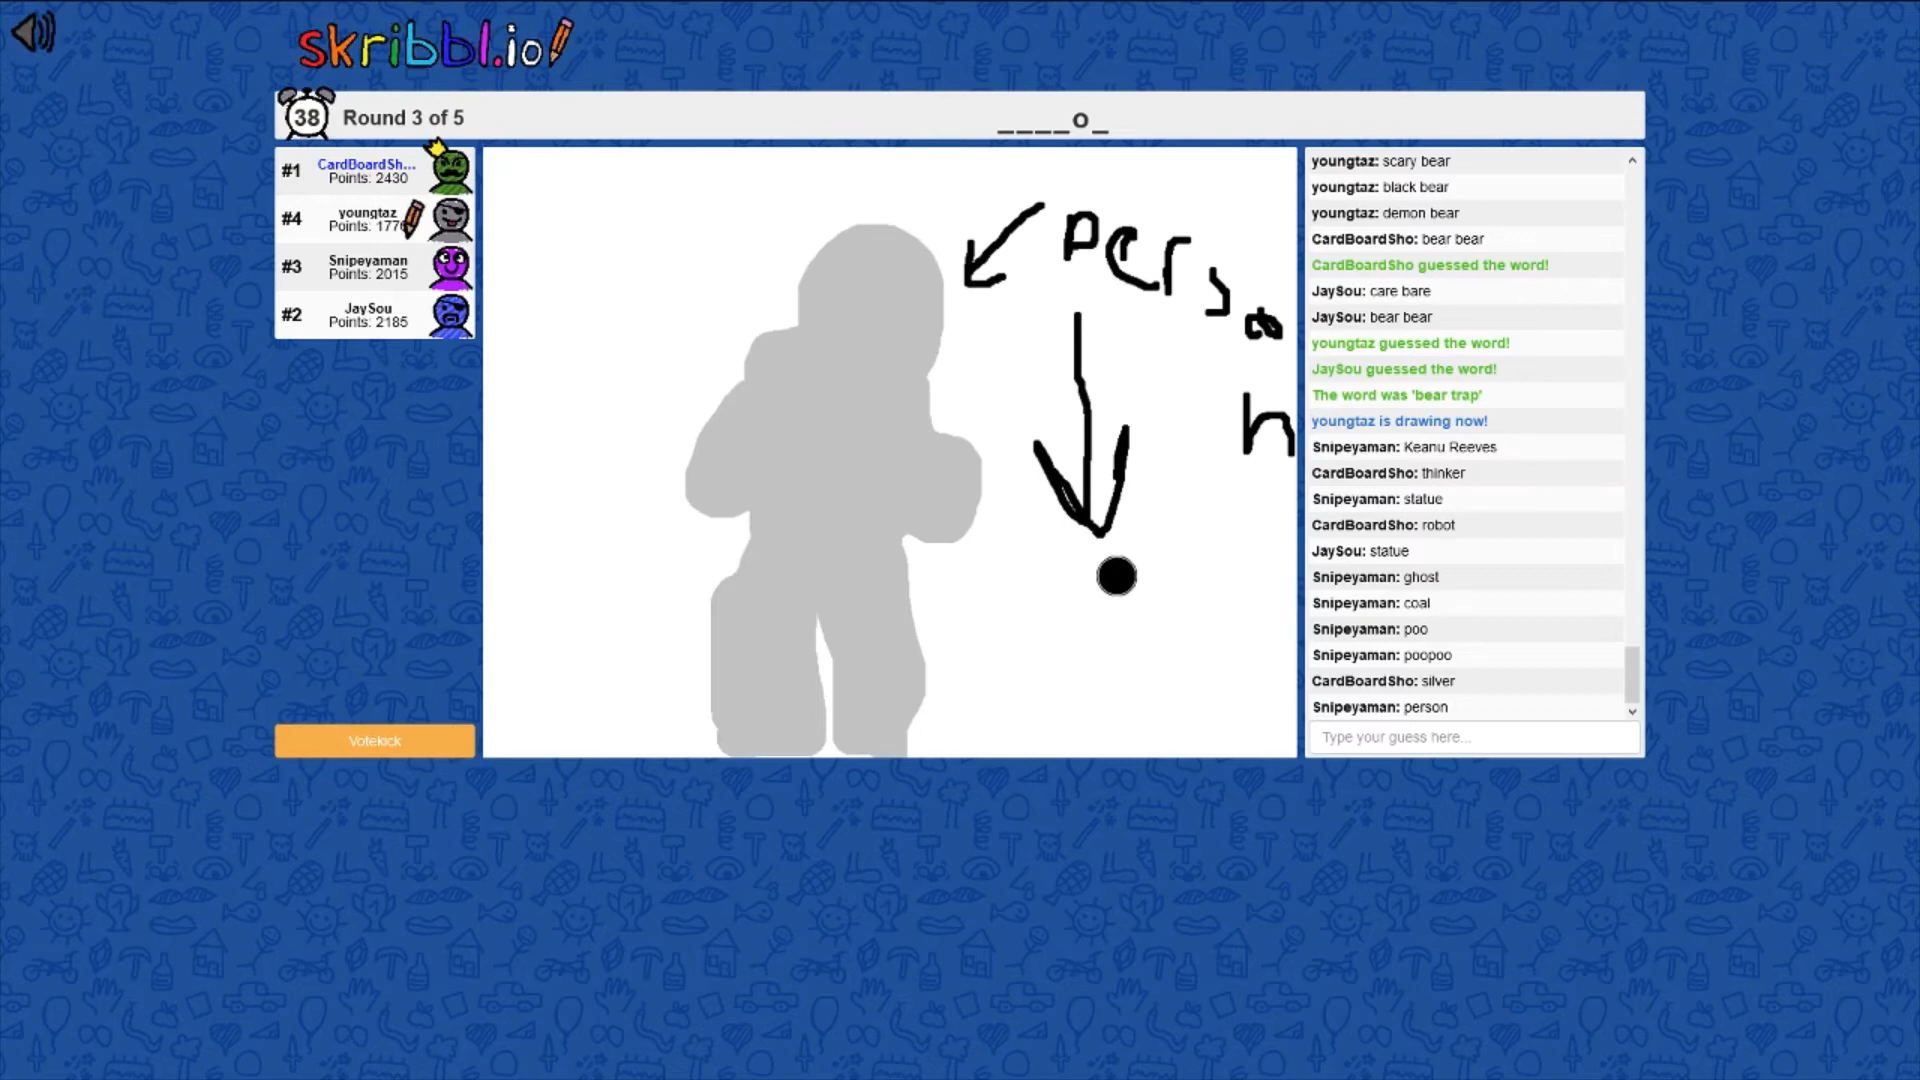 skribbl.io
38 Round 3 of 5
____o_
#1 CardBoardSh...
Points: 2430
#4 youngtaz
Points: 1776
#3 Snipeyaman
Points: 2015
#2 JaySou
Points: 2185
Votekick
Person
youngtaz: scary bear
youngtaz: black bear
youngtaz: demon bear
CardBoardSho: bear bear
CardBoardSho guessed the word!
JaySou: care bare
JaySou: bear bear
youngtaz guessed the word!
JaySou guessed the word!
The word was 'bear trap'
youngtaz is drawing now!
Snipeyaman: Keanu Reeves
CardBoardSho: thinker
Snipeyaman: statue
CardBoardSho: robot
JaySou: statue
Snipeyaman: ghost
Snipeyaman: coal
Snipeyaman: poo
Snipeyaman: poopoo
CardBoardSho: silver
Snipeyaman: person
Type your guess here...